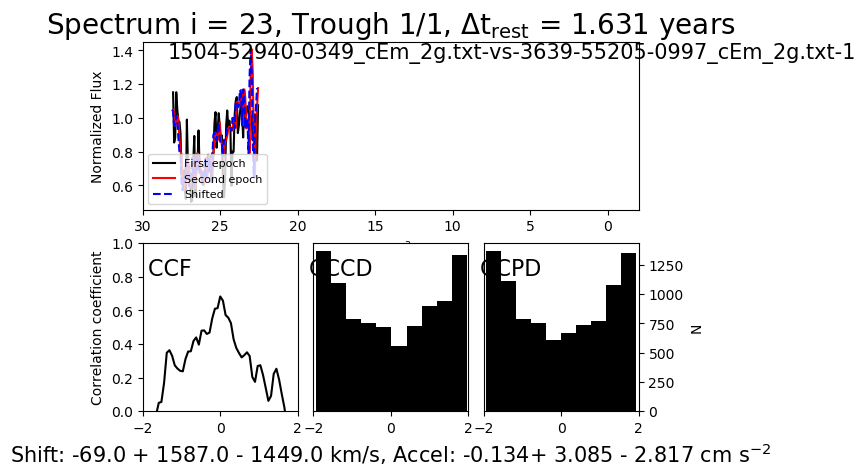 Spectrum i = 23, Trough 1/1, Δt_rest = 1.631 years
1504-52940-0349_cEm_2g.txt-vs-3639-55205-0997_cEm_2g.txt-1
Normalized Flux
1.4
1.2
1.0
0.8
0.6
First epoch
Second epoch
Shifted
30 25 20 15 10 5 0
Correlation coefficient
1.0
0.8
0.6
0.4
0.2
0.0
CCF
CCCD
CCPD
1250
1000
750
500
250
0
N
−2 0 −2 0 −2 0 2
Shift: -69.0 + 1587.0 - 1449.0 km/s, Accel: -0.134+ 3.085 - 2.817 cm s⁻²